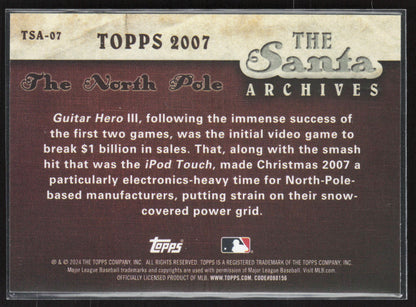 TSA-07
TOPPS 2007
THE
Santa
ARCHIVES
The North Pole
Guitar Hero III, following the immense success of
the first two games, was the initial video game to
break $1 billion in sales. That, along with the smash
hit that was the iPod Touch, made Christmas 2007 a
particularly electronics-heavy time for North-Pole-
based manufacturers, putting strain on their snow-
covered power grid.
topps
® & © 2024 THE TOPPS COMPANY, INC. ALL RIGHTS RESERVED. TOPPS IS A REGISTERED TRADEMARK OF THE TOPPS COMPANY, INC.
Major League Baseball trademarks and copyrights are used with permission of Major League Baseball. Visit MLB.com.
OFFICIALLY LICENSED PRODUCT OF MLB. WWW.TOPPS.COM. CODE#088156